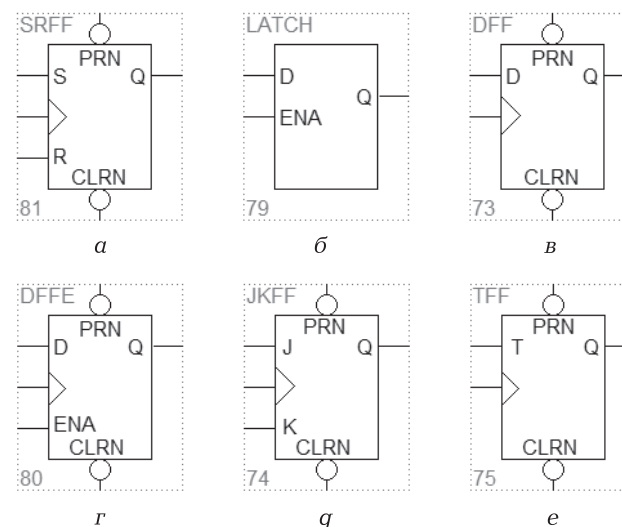 SRFF
PRN
S Q
R
CLRN
81
а
LATCH
D
Q
ENA
79
б
DFF
PRN
D Q
CLRN
73
в
DFFE
PRN
D Q
ENA
CLRN
80
г
JKFF
PRN
J Q
K
CLRN
74
д
TFF
PRN
T Q
CLRN
75
е